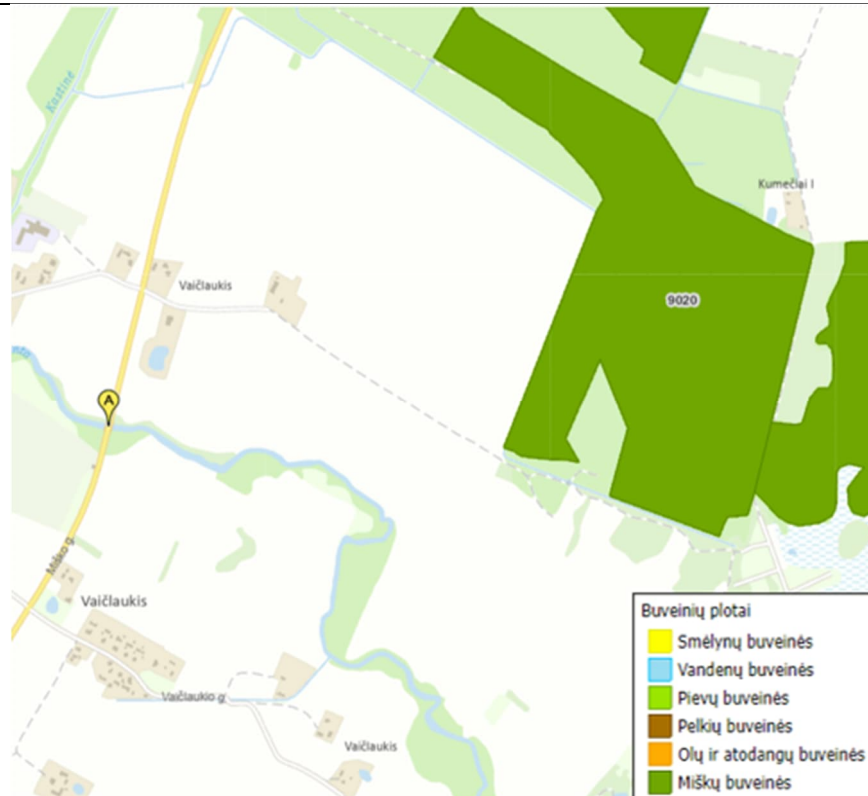 Kastinė
Kumečiai I
Vaičlaukis
9020
A
Miško g.
Vaičlaukis
Vaičlaukio g
Vaičlaukis
Buveinių plotai
Smėlynų buveinės
Vandenų buveinės
Pievų buveinės
Pelkių buveinės
Olų ir atodangų buveinės
Miškų buveinės